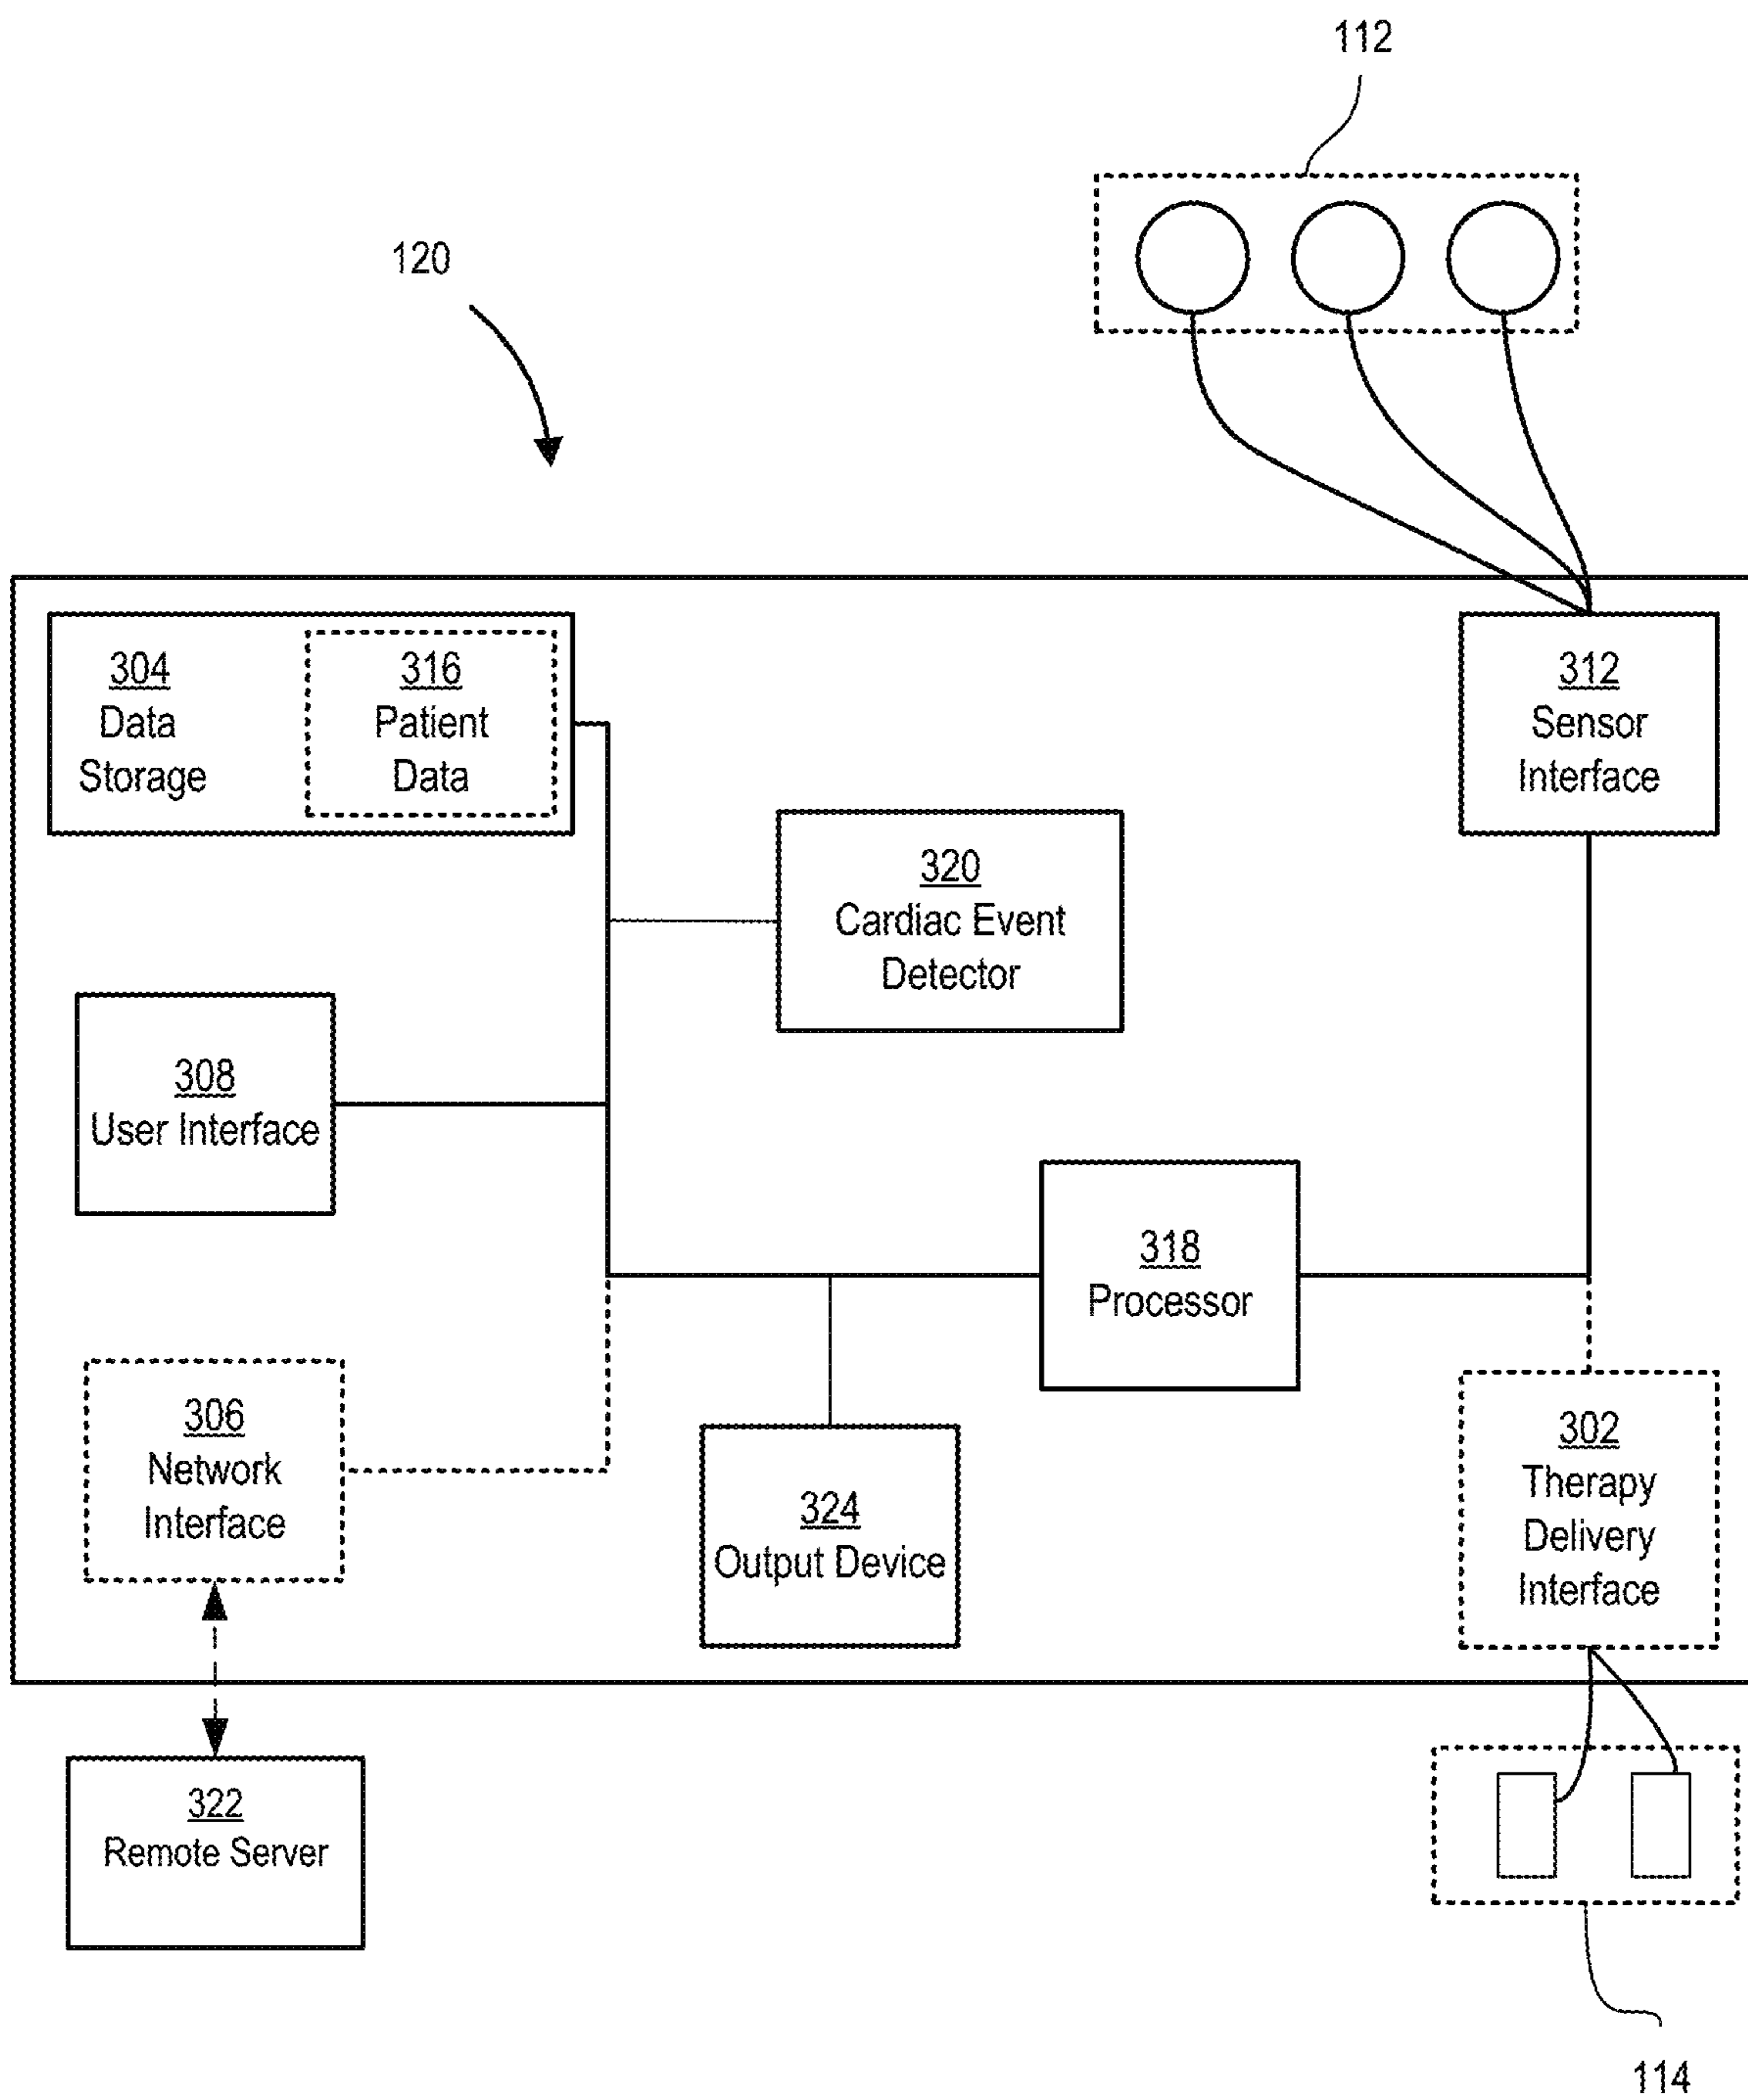 112
120
304
Data
Storage
316
Patient
Data
312
Sensor
Interface
320
Cardiac Event
Detector
308
User Interface
318
Processor
306
Network
Interface
324
Output Device
302
Therapy
Delivery
Interface
322
Remote Server
114